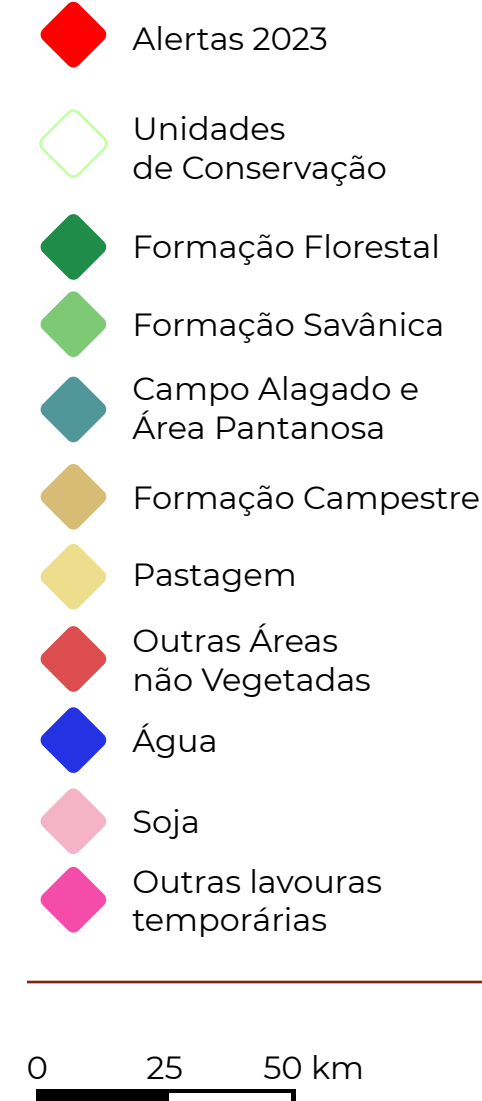 Alertas 2023
Unidades
de Conservação
Formação Florestal
Formação Savânica
Campo Alagado e
Área Pantanosa
Formação Campestre
Pastagem
Outras Áreas
não Vegetadas
Água
Soja
Outras lavouras
temporárias
0 25 50 km